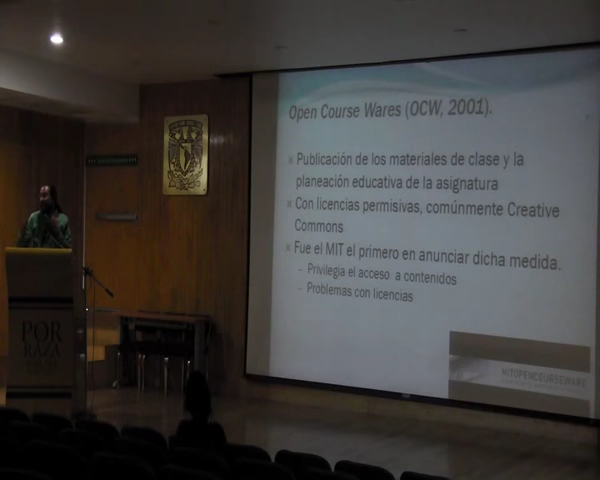 Open Course Wares (OCW, 2001).
Publicación de los materiales de clase y la
planeación educativa de la asignatura
Con licencias permisivas, comúnmente Creative
Commons
Fue el MIT el primero en anunciar dicha medida.
- Privilegia el acceso a contenidos
- Problemas con licencias
MITOPENCOURSEWARE
POR
RAZA